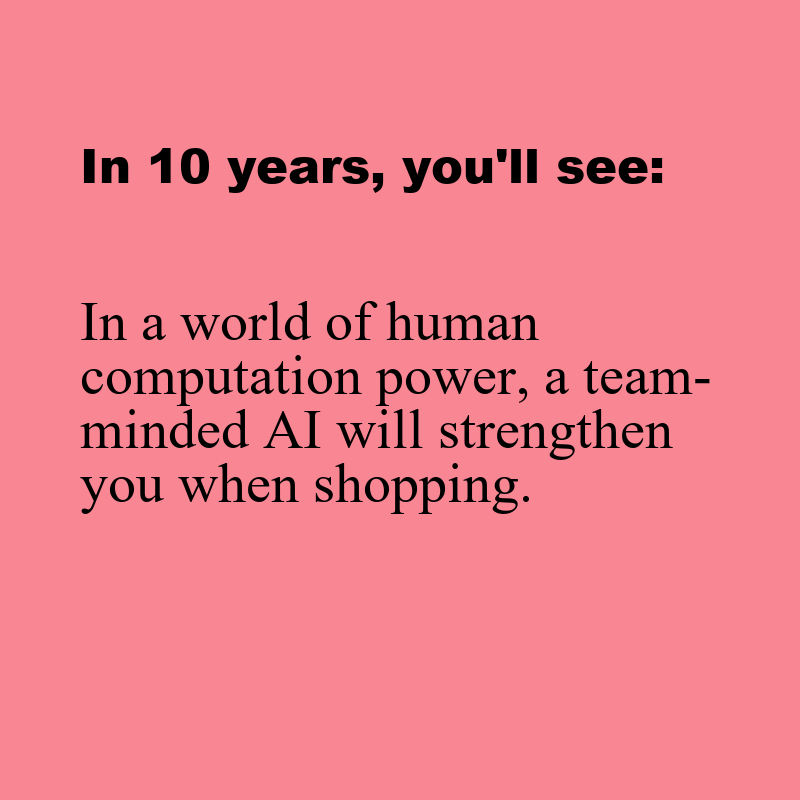 In 10 years, you'll see:
In a world of human
computation power, a team-
minded AI will strengthen
you when shopping.